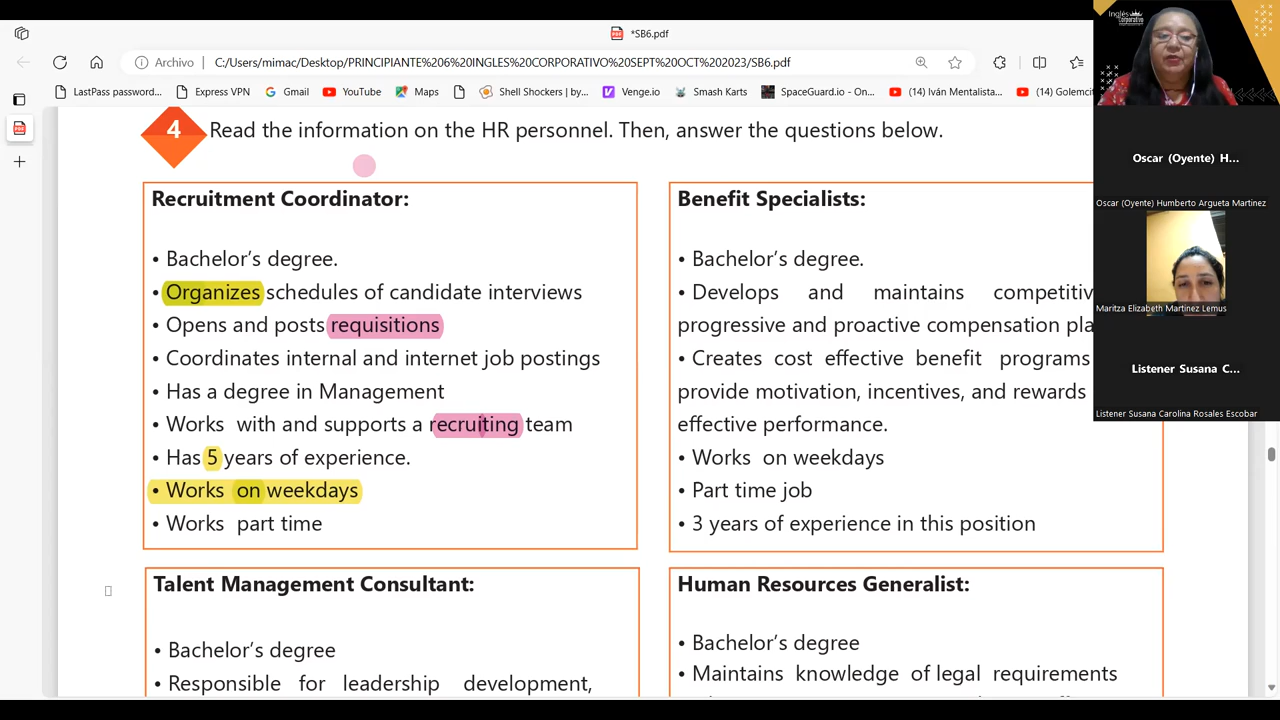 *SB6.pdf
Archivo
C:/Users/mimac/Desktop/PRINCIPIANTE%206%20INGLES%20CORPORATIVO%20SEPT%20OCT%202023/SB6.pdf
LastPass password...
Express VPN
Gmail
YouTube
Maps
Shell Shockers | by...
Venge.io
Smash Karts
SpaceGuard.io - On...
(14) Iván Mentalista...
(14) Golemcit
4
Read the information on the HR personnel. Then, answer the questions below.
Recruitment Coordinator:
• Bachelor's degree.
• Organizes schedules of candidate interviews
• Opens and posts requisitions
• Coordinates internal and internet job postings
• Has a degree in Management
• Works with and supports a recruiting team
• Has 5 years of experience.
• Works on weekdays
• Works part time
Benefit Specialists:
• Bachelor's degree.
• Develops and maintains competitiv
progressive and proactive compensation pla
• Creates cost effective benefit programs
provide motivation, incentives, and rewards
effective performance.
• Works on weekdays
• Part time job
• 3 years of experience in this position
Talent Management Consultant:
• Bachelor's degree
• Responsible for leadership development,
Human Resources Generalist:
• Bachelor's degree
• Maintains knowledge of legal requirements
Inglés
Corporativo
Oscar (Oyente) H...
Oscar (Oyente) Humberto Argueta Martinez
Maritza Elizabeth Martinez Lemus
Listener Susana C...
Listener Susana Carolina Rosales Escobar